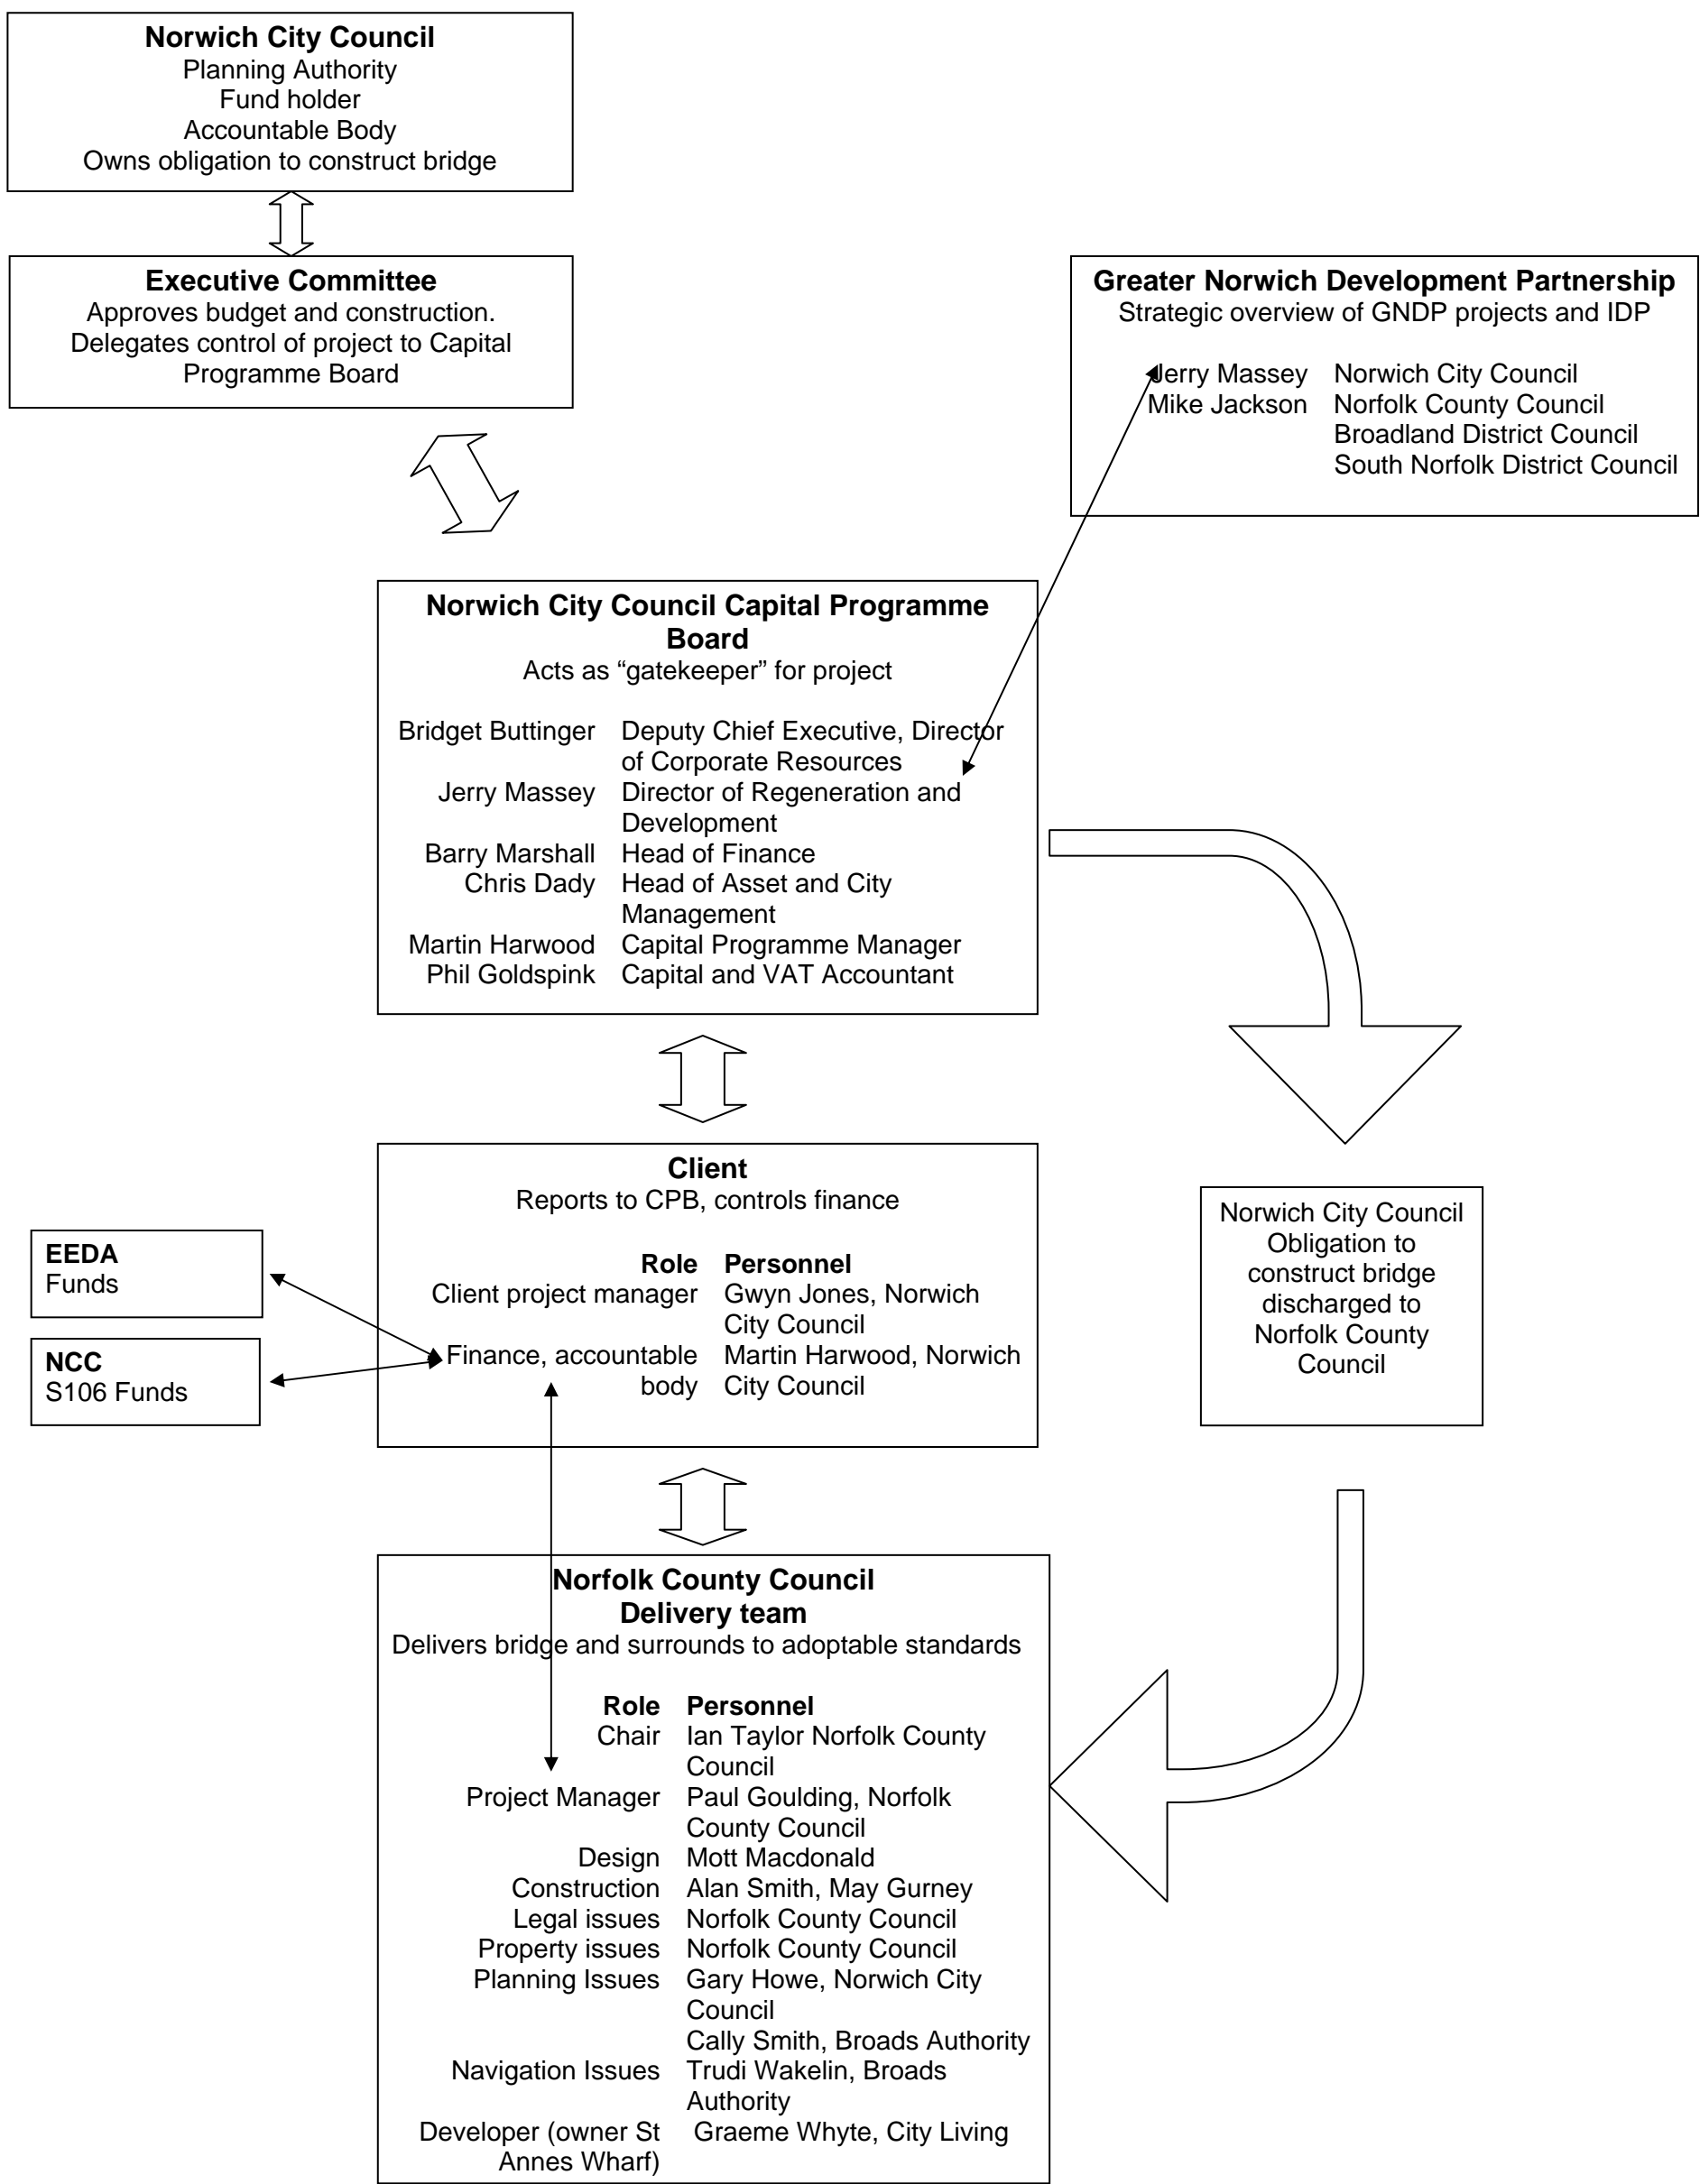 Norwich City Council
Planning Authority
Fund holder
Accountable Body
Owns obligation to construct bridge
Executive Committee
Approves budget and construction.
Delegates control of project to Capital
Programme Board
Greater Norwich Development Partnership
Strategic overview of GNDP projects and IDP
Jerry Massey Norwich City Council
Mike Jackson Norfolk County Council
Broadland District Council
South Norfolk District Council
Norwich City Council Capital Programme
Board
Acts as “gatekeeper” for project
Bridget Buttinger Deputy Chief Executive, Director
of Corporate Resources
Jerry Massey Director of Regeneration and
Development
Barry Marshall Head of Finance
Chris Dady Head of Asset and City
Management
Martin Harwood Capital Programme Manager
Phil Goldspink Capital and VAT Accountant
Client
Reports to CPB, controls finance
Role Personnel
Client project manager Gwyn Jones, Norwich
City Council
Finance, accountable Martin Harwood, Norwich
body City Council
EEDA
Funds
NCC
S106 Funds
Norwich City Council
Obligation to
construct bridge
discharged to
Norfolk County
Council
Norfolk County Council
Delivery team
Delivers bridge and surrounds to adoptable standards
Role Personnel
Chair Ian Taylor Norfolk County
Council
Project Manager Paul Goulding, Norfolk
County Council
Design Mott Macdonald
Construction Alan Smith, May Gurney
Legal issues Norfolk County Council
Property issues Norfolk County Council
Planning Issues Gary Howe, Norwich City
Council
Cally Smith, Broads Authority
Navigation Issues Trudi Wakelin, Broads
Authority
Developer (owner St Graeme Whyte, City Living
Annes Wharf)